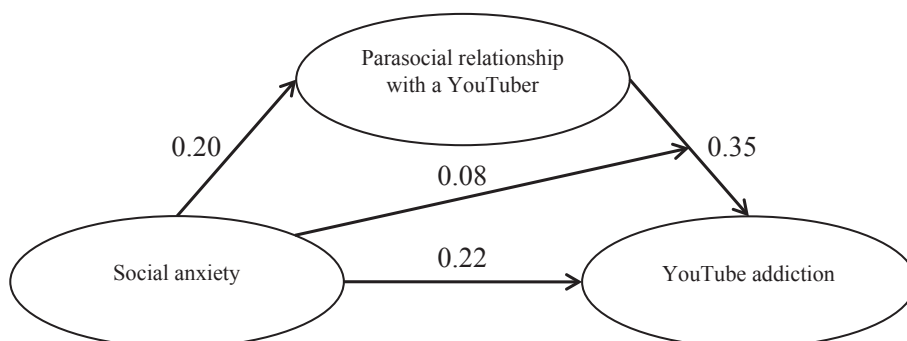 Parasocial relationship
with a YouTuber
0.20
0.35
0.08
Social anxiety
0.22
YouTube addiction